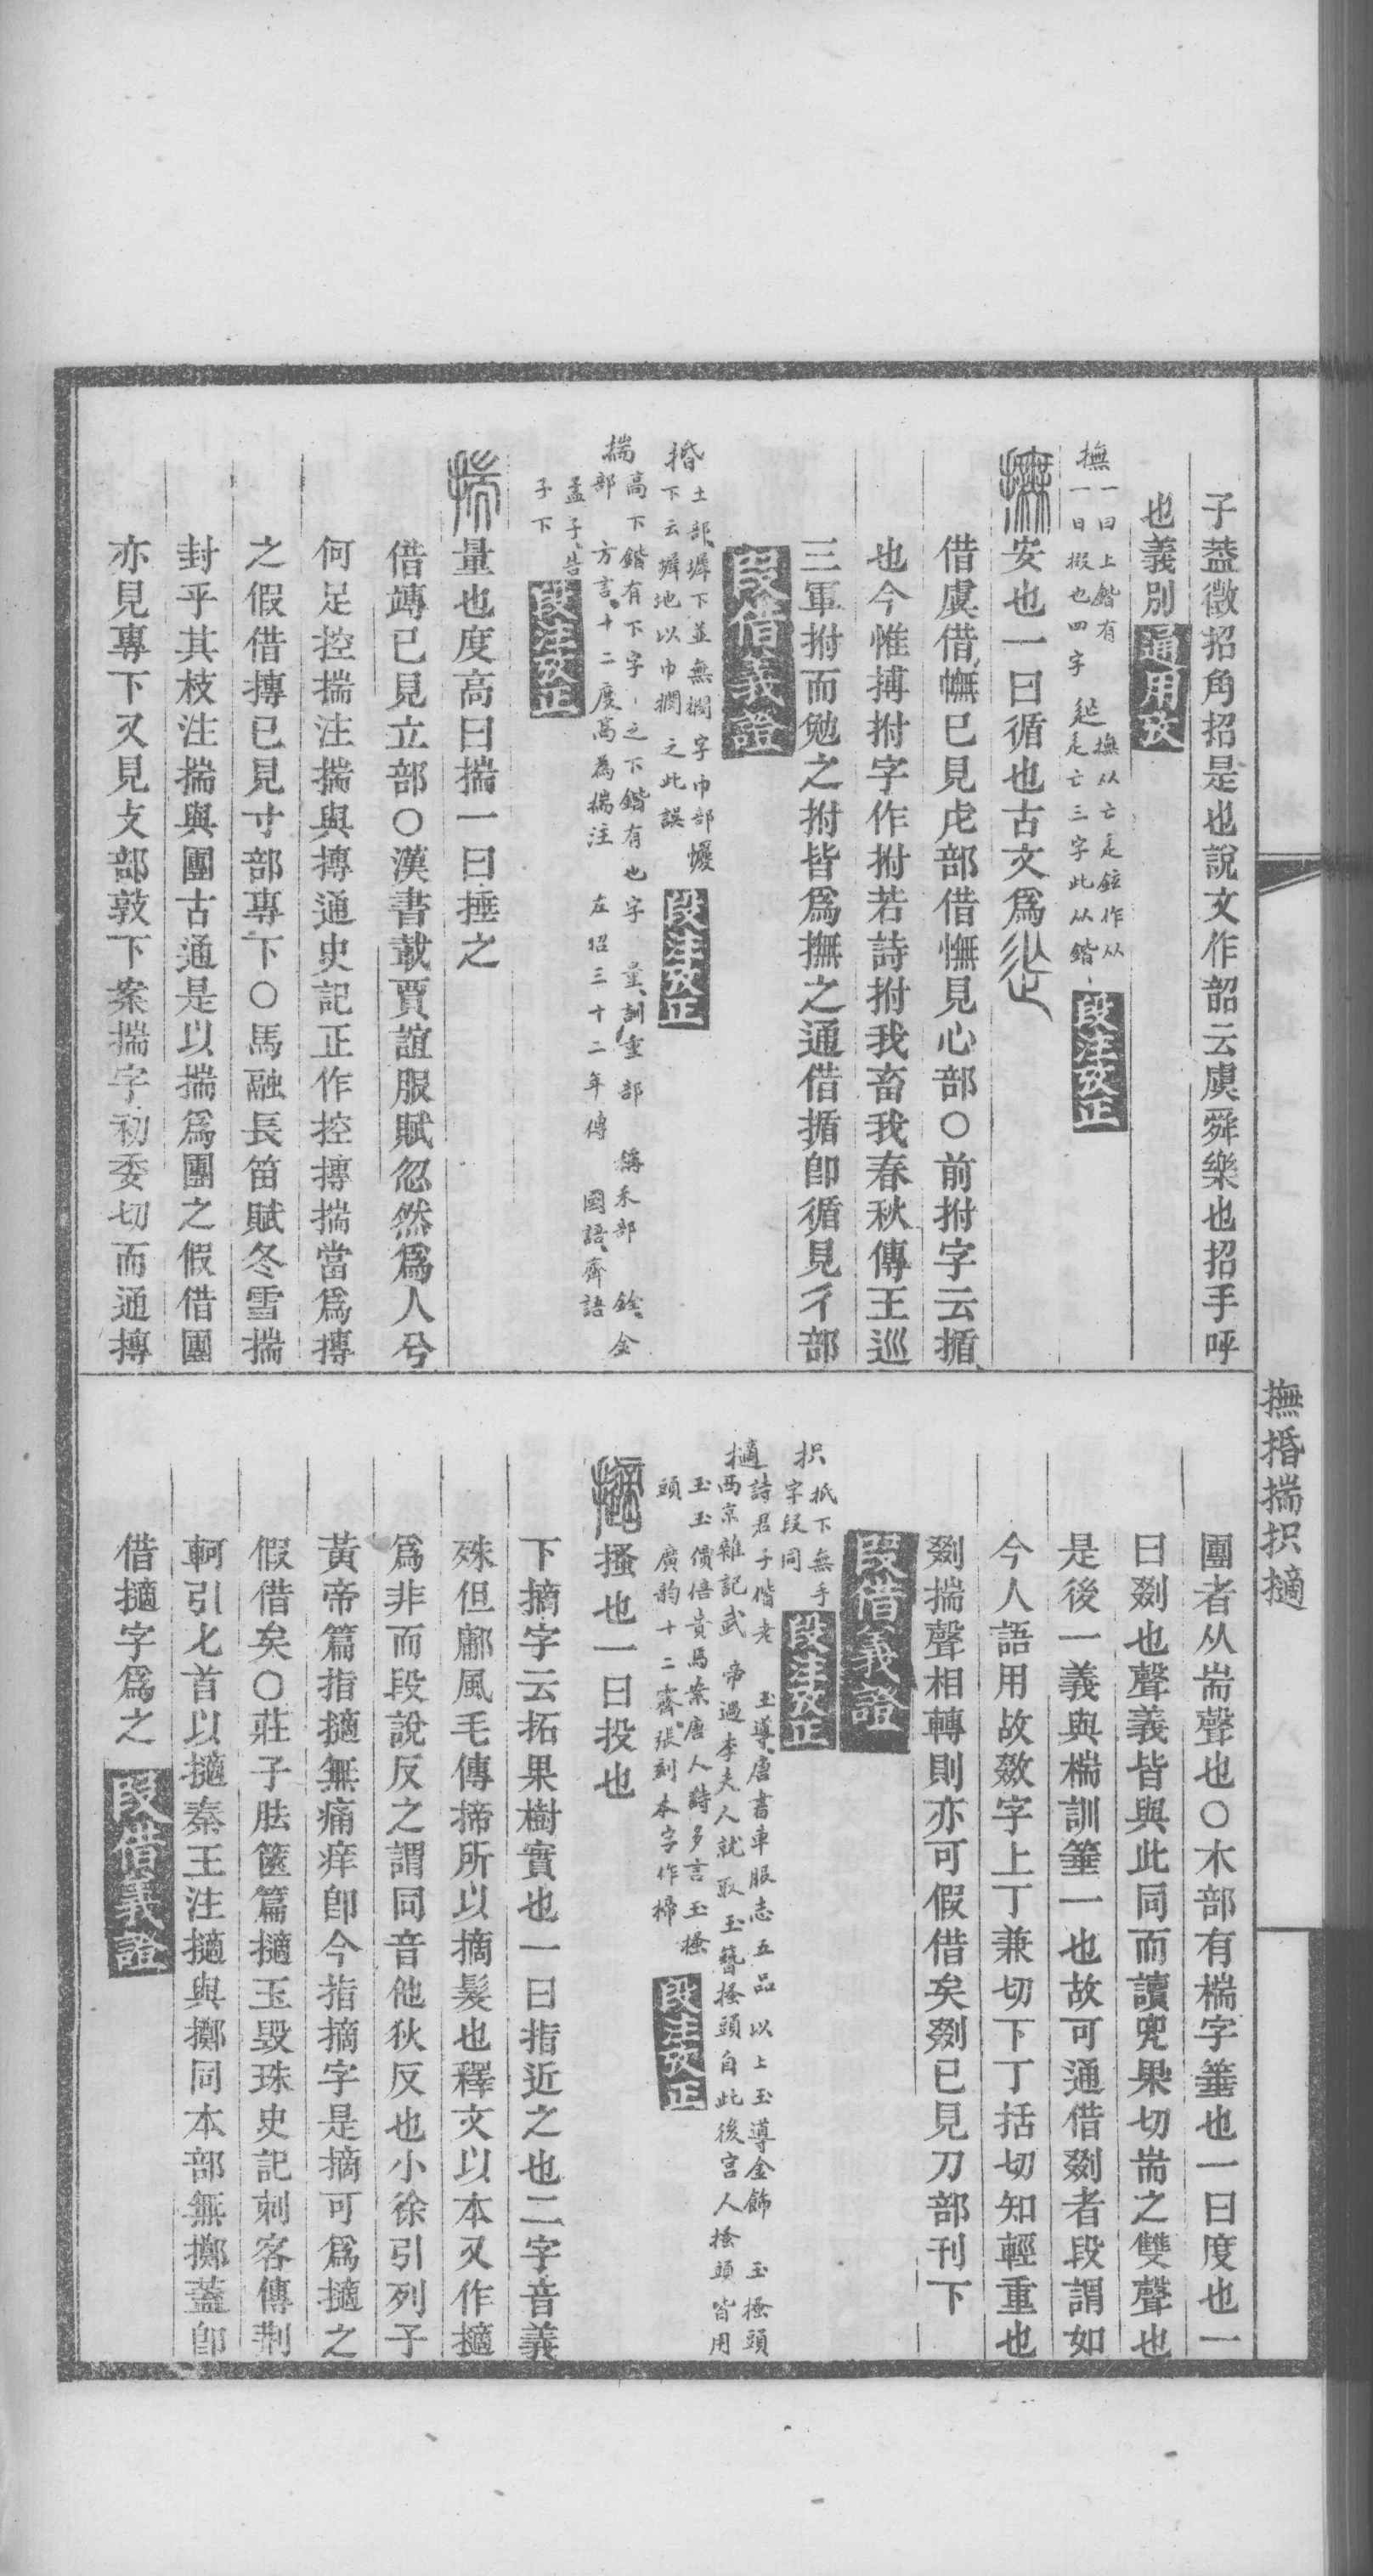 子葢徵招角招是也說文作韶云虞舜樂也招手呼
也義別 通用攷
撫 一曰上鍇有
一曰掇也四字 𨒪 撫从亡辵鉉作从
辵亡三字此从鍇 段注攷正
安也一曰循也古文爲
借虞借幠已見虍部借憮見心部○前拊字云揗
也今惟搏拊字作拊若詩拊我畜我春秋傳王巡
三軍拊而勉之拊皆爲撫之通借揗卽循見彳部
段借義證
捪 土部墀下並無㨉字巾部㡓
下云墀地以巾㨉之此誤 段注攷正
揣 高下鍇有下字 之下鍇有也字 量訓重部 稱禾部 銓金
部 方言十二度高為揣注 左昭三十二年傳 國語齊語
孟子告
子下 段注攷正
量也度高曰揣一曰捶之
借竱已見立部○漢書載賈誼服賦忽然爲人兮
何足控揣注揣與摶通史記正作控摶揣當爲摶
之假借摶已見寸部專下○馬融長笛賦冬雪揣
封乎其枝注揣與團古通是以揣爲團之假借團
亦見專下又見攴部敦下案揣字初委切而通摶
撫捪揣抧擿
團者从耑聲也○木部有椯字箠也一曰度也一
曰剟也聲義皆與此同而讀兜果切耑之雙聲也
是後一義與椯訓箠一也故可通借剟者段謂如
今人語用故敪字上丁兼切下丁括切知輕重也
剟揣聲相轉則亦可假借矣剟已見刀部刊下
段借義證
抧 抵下無手
字段同 段注攷正
擿 詩君子偕老 玉導唐書車服志五品以上玉導金飾 玉搔頭
西京雜記武帝過李夫人就取玉簪搔頭自此後宮人搔頭皆用
玉玉價倍貴焉案唐人詩多言玉搔
頭 廣韵十二齊張刻本字作㨒 段注攷正
搔也一曰投也
下摘字云拓果樹實也一曰指近之也二字音義
殊但鄘風毛傳揥所以摘髮也釋文以本又作擿
爲非而段說反之謂同音他狄反也小徐引列子
黃帝篇指擿無痛痒卽今指摘字是摘可爲擿之
假借矣○莊子胠篋篇擿玉毀珠史記刺客傳荆
軻引匕首以擿秦王注擿與擲同本部無擲葢卽
借擿字爲之 段借義證